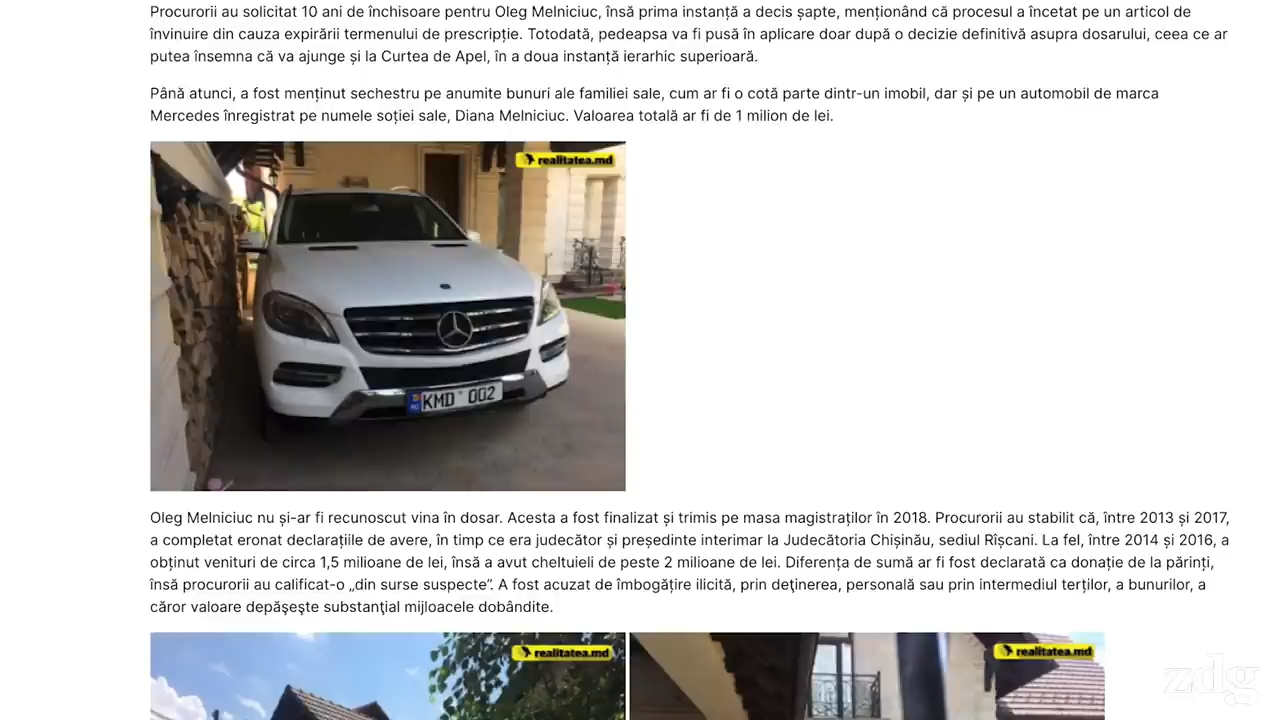 Procurorii au solicitat 10 ani de închisoare pentru Oleg Melniciuc, însă prima instanță a decis șapte, menționând că procesul a încetat pe un articol de
învinuire din cauza expirării termenului de prescripție. Totodată, pedeapsa va fi pusă în aplicare doar după o decizie definitivă asupra dosarului, ceea ce ar
putea însemna că va ajunge și la Curtea de Apel, în a doua instanță ierarhic superioară.
Până atunci, a fost menținut sechestru pe anumite bunuri ale familiei sale, cum ar fi o cotă parte dintr-un imobil, dar și pe un automobil de marca
Mercedes înregistrat pe numele soției sale, Diana Melniciuc. Valoarea totală ar fi de 1 milion de lei.
realitatea.md
KMD 002
Oleg Melniciuc nu și-ar fi recunoscut vina în dosar. Acesta a fost finalizat și trimis pe masa magistraților în 2018. Procurorii au stabilit că, între 2013 și 2017,
a completat eronat declarațiile de avere, în timp ce era judecător și președinte interimar la Judecătoria Chișinău, sediul Rîșcani. La fel, între 2014 și 2016, a
obținut venituri de circa 1,5 milioane de lei, însă a avut cheltuieli de peste 2 milioane de lei. Diferența de sumă ar fi fost declarată ca donație de la părinți,
însă procurorii au calificat-o „din surse suspecte”. A fost acuzat de îmbogățire ilicită, prin deţinerea, personală sau prin intermediul terților, a bunurilor, a
căror valoare depăşeşte substanţial mijloacele dobândite.
realitatea.md
realitatea.md
zdg